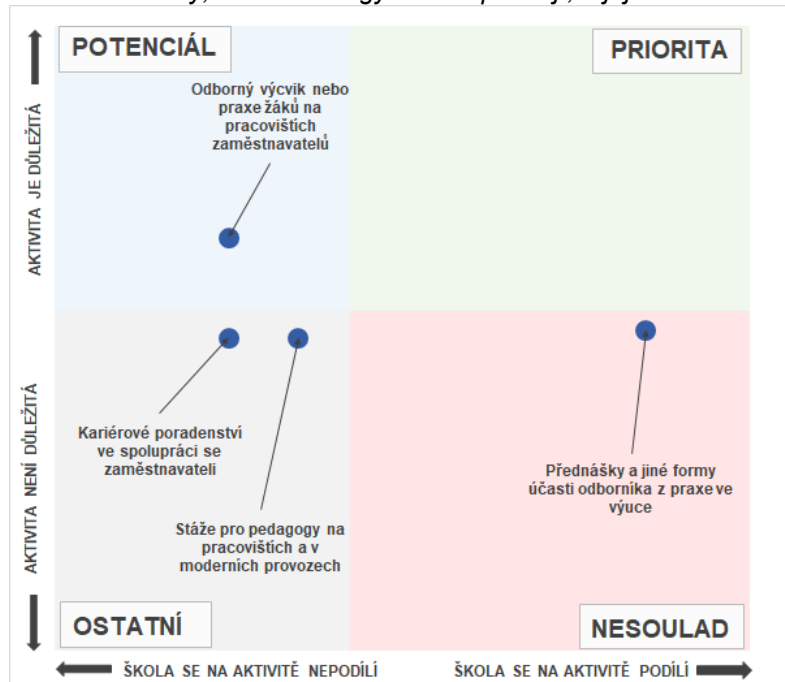 POTENCIÁL
PRIORITA
Odborný výcvik nebo
praxe žáků na
pracovištích
zaměstnavatelů
AKTIVITA JE DŮLEŽITÁ
Kariérové poradenství
ve spolupráci se
zaměstnavateli
Stáže pro pedagogy na
pracovištích a v
moderních provozech
Přednášky a jiné formy
účasti odborníka z praxe ve
výuce
AKTIVITA NENÍ DŮLEŽITÁ
OSTATNÍ
NESOULAD
ŠKOLA SE NA AKTIVITĚ NEPODÍLÍ
ŠKOLA SE NA AKTIVITĚ PODÍLÍ